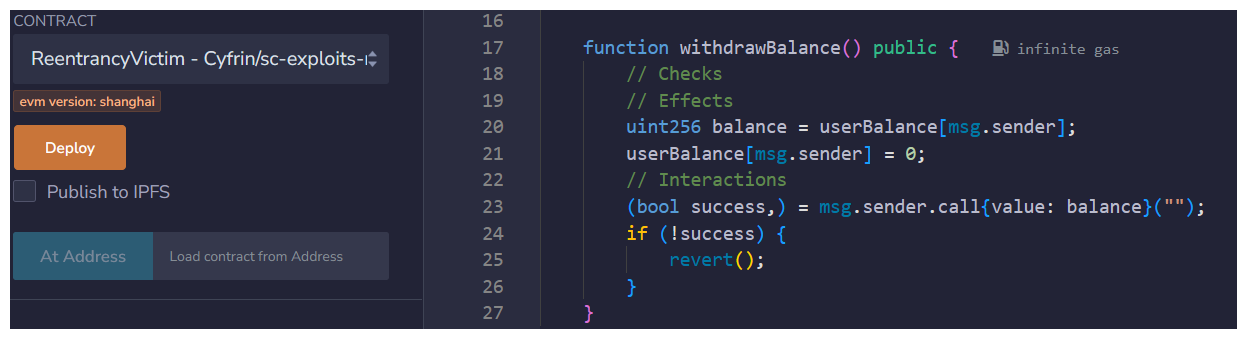 CONTRACT
ReentrancyVictim - Cyfrin/sc-exploits-
evm version: shanghai
Deploy
Publish to IPFS
At Address
Load contract from Address
16
17 function withdrawBalance() public { infinite gas
18 // Checks
19 // Effects
20 uint256 balance = userBalance[msg.sender];
21 userBalance[msg.sender] = 0;
22 // Interactions
23 (bool success,) = msg.sender.call{value: balance}("");
24 if (!success) {
25 revert();
26 }
27 }